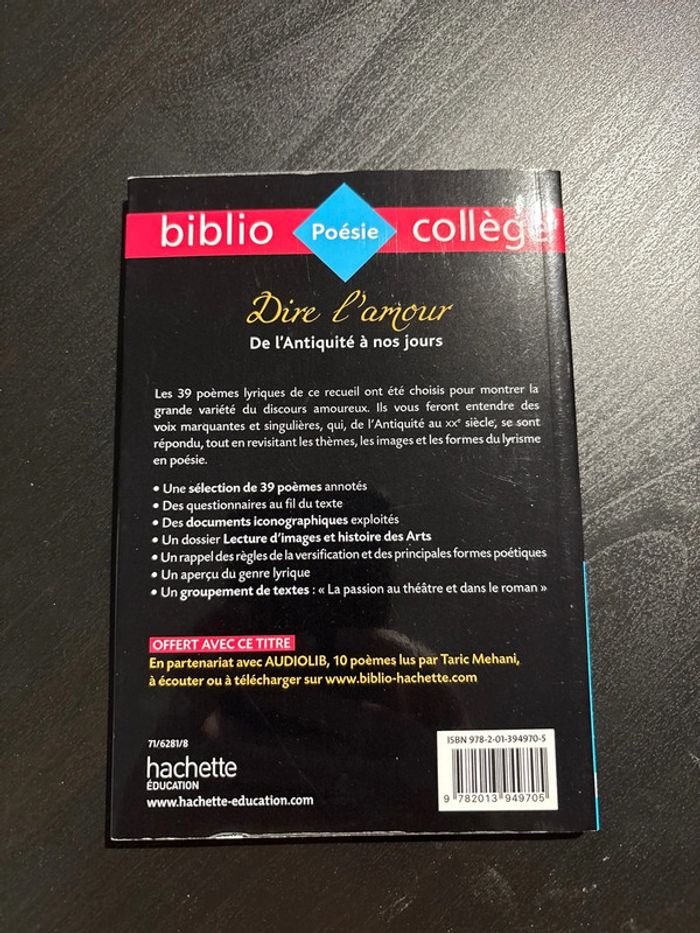 biblio Poésie collège
Dire l'amour
De l'Antiquité à nos jours
Les 39 poèmes lyriques de ce recueil ont été choisis pour montrer la
grande variété du discours amoureux. Ils vous feront entendre des
voix marquantes et singulières, qui, de l'Antiquité au XXe siècle, se sont
répondu, tout en revisitant les thèmes, les images et les formes du lyrisme
en poésie.
• Une sélection de 39 poèmes annotés
• Des questionnaires au fil du texte
• Des documents iconographiques exploités
• Un dossier Lecture d'images et histoire des Arts
• Un rappel des règles de la versification et des principales formes poétiques
• Un aperçu du genre lyrique
• Un groupement de textes : « La passion au théâtre et dans le roman »
OFFERT AVEC CE TITRE
En partenariat avec AUDIOLIB, 10 poèmes lus par Taric Mehani,
à écouter ou à télécharger sur www.biblio-hachette.com
71/6281/8
hachette
ÉDUCATION
www.hachette-education.com
ISBN 978-2-01-394970-5
9 782013 949705